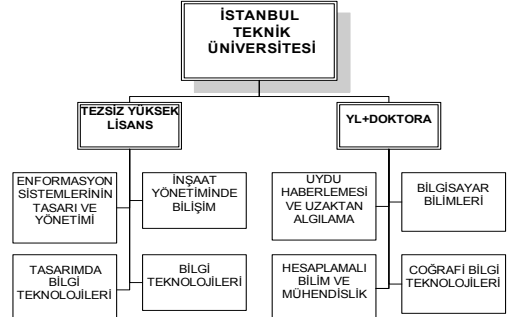 İSTANBUL
TEKNİK
ÜNİVERSİTESİ
TEZSİZ YÜKSEK
LİSANS
YL+DOKTORA
ENFORMASYON
SİSTEMLERİNİN
TASARI VE
YÖNETİMİ
İNŞAAT
YÖNETİMİNDE
BİLİŞİM
UYDU
HABERLEMESİ
VE UZAKTAN
ALGILAMA
BİLGİSAYAR
BİLİMLERİ
TASARIMDA
BİLGİ
TEKNOLOJİLERİ
BİLGİ
TEKNOLOJİLERİ
HESAPLAMALI
BİLİM VE
MÜHENDİSLİK
COĞRAFİ BİLGİ
TEKNOLOJİLERİ